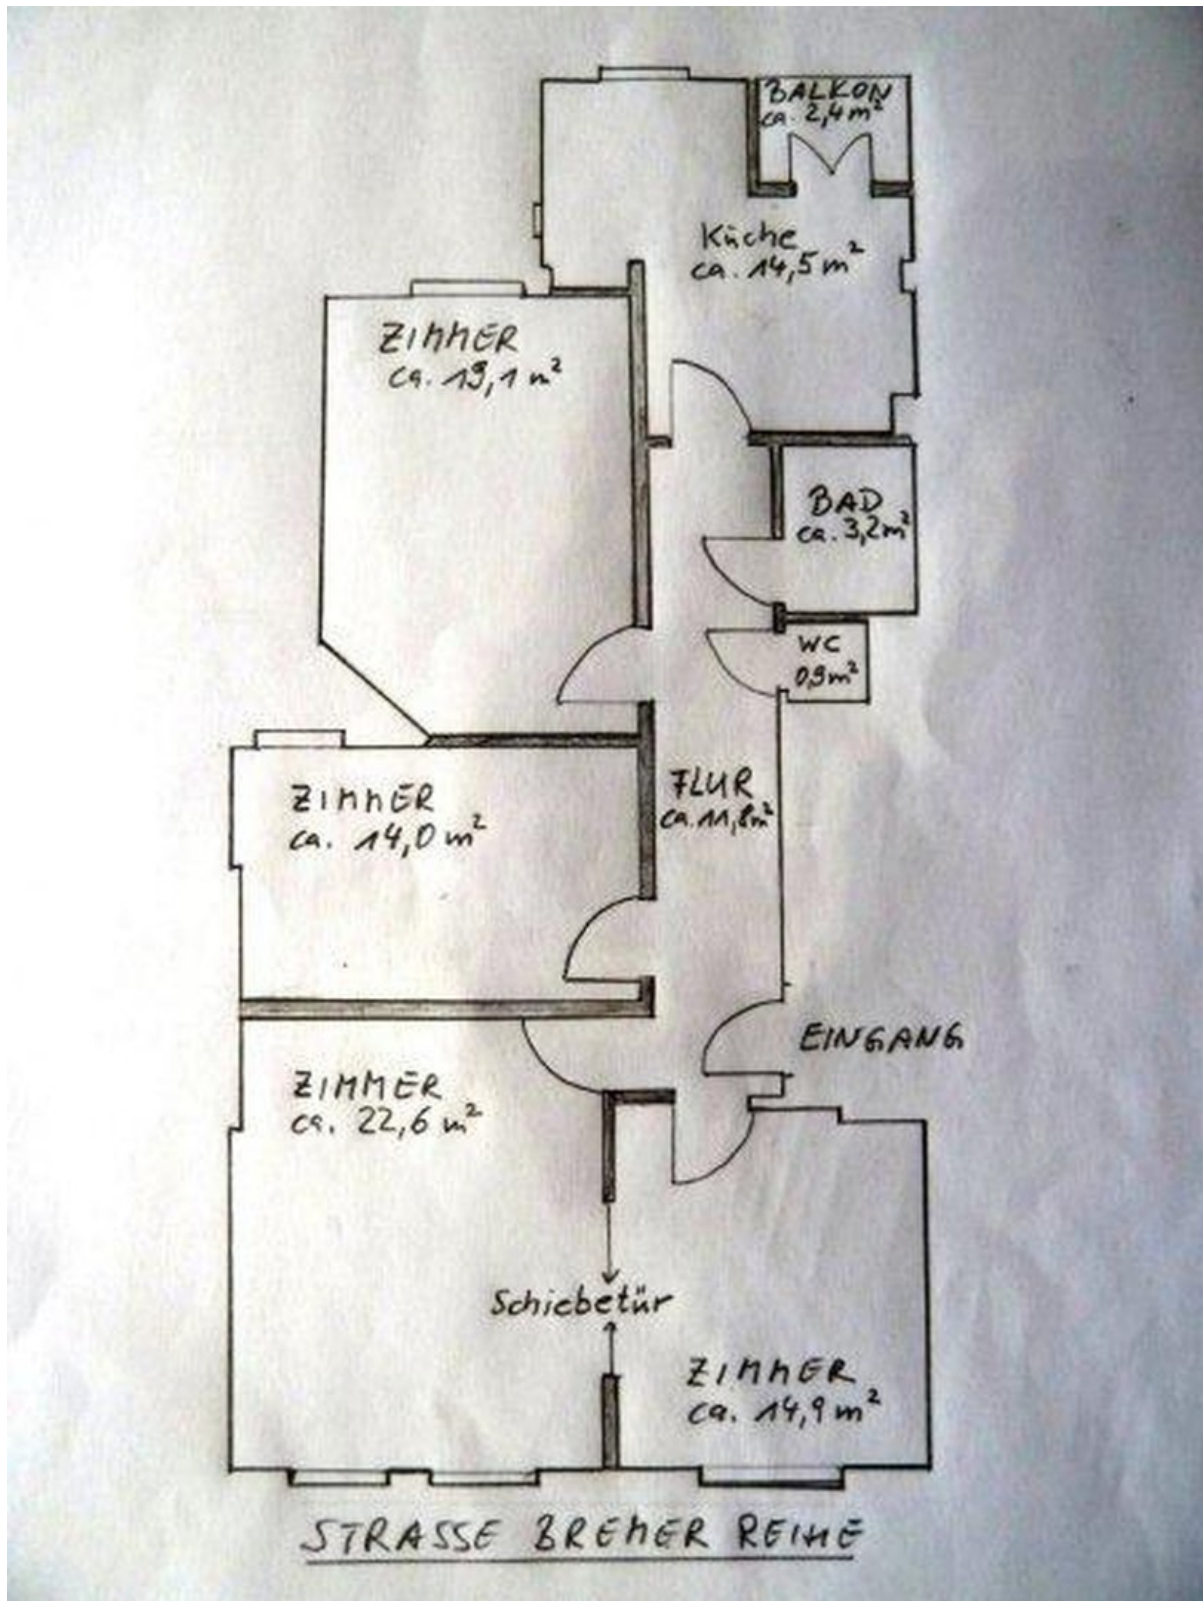 BALKON
ca. 2,4 m²
Küche
ca. 14,5 m²
ZIMMER
ca. 19,1 m²
BAD
ca. 3,2 m²
WC
0,9 m²
ZIMMER
ca. 14,0 m²
FLUR
ca. 11,8 m²
EINGANG
ZIMMER
ca. 22,6 m²
Schiebetür
ZIMMER
ca. 14,9 m²
STRASSE BREMER REIHE